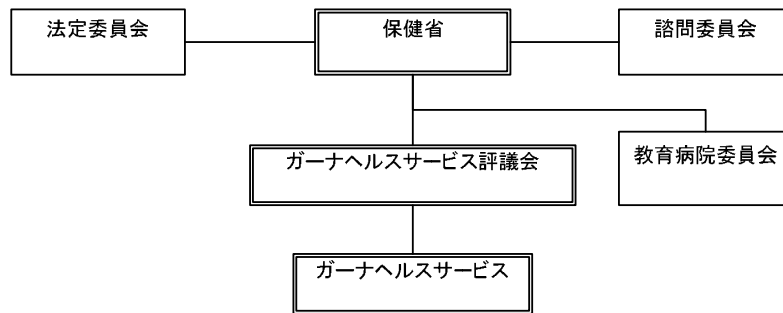 法定委員会
保健省
諮問委員会
ガーナヘルスサービス評議会
教育病院委員会
ガーナヘルスサービス